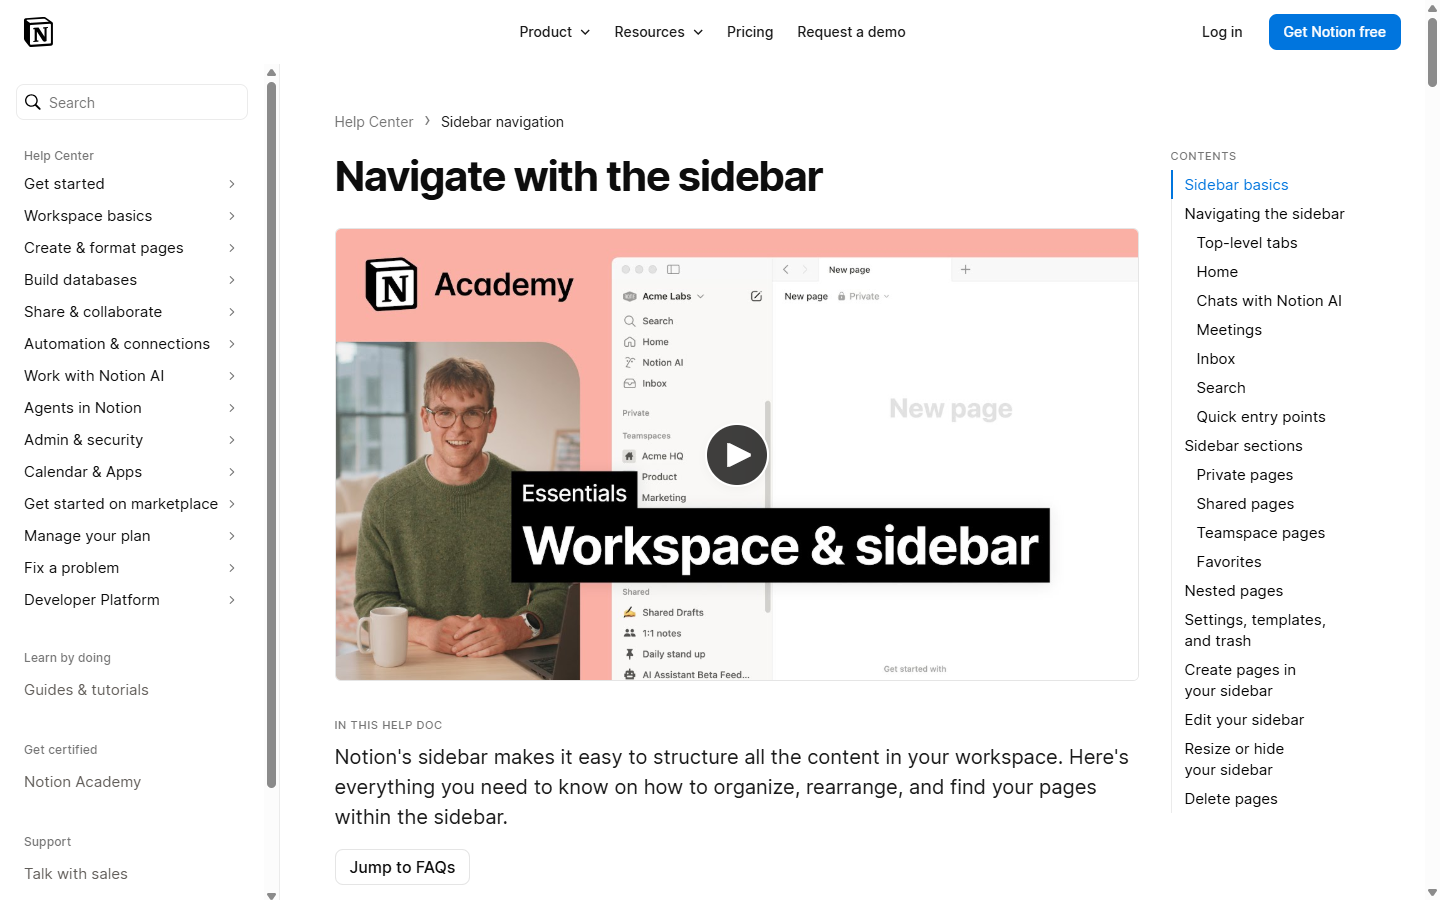 Product
Resources
Pricing
Request a demo
Log in
Get Notion free
Search
Help Center
Get started
Workspace basics
Create & format pages
Build databases
Share & collaborate
Automation & connections
Work with Notion AI
Agents in Notion
Admin & security
Calendar & Apps
Get started on marketplace
Manage your plan
Fix a problem
Developer Platform
Learn by doing
Guides & tutorials
Get certified
Notion Academy
Support
Talk with sales
Help Center
Sidebar navigation
Navigate with the sidebar
N Academy
New page
Acme Labs
New page
Private
Search
Home
Notion AI
Inbox
Private
Teamspaces
Acme HQ
Product
Marketing
New page
Essentials
Workspace & sidebar
Shared
Shared Drafts
1:1 notes
Daily stand up
AI Assistant Beta Feed...
Get started with
IN THIS HELP DOC
Notion's sidebar makes it easy to structure all the content in your workspace. Here's
everything you need to know on how to organize, rearrange, and find your pages
within the sidebar.
Jump to FAQs
CONTENTS
Sidebar basics
Navigating the sidebar
Top-level tabs
Home
Chats with Notion AI
Meetings
Inbox
Search
Quick entry points
Sidebar sections
Private pages
Shared pages
Teamspace pages
Favorites
Nested pages
Settings, templates,
and trash
Create pages in
your sidebar
Edit your sidebar
Resize or hide
your sidebar
Delete pages